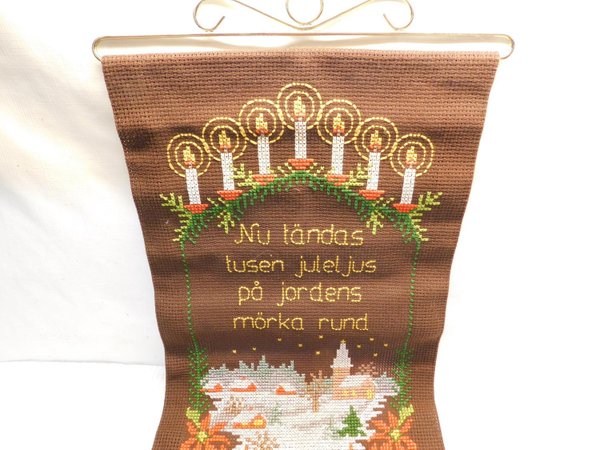 Nu tändas
tusen juleljus
på jordens
mörka rund